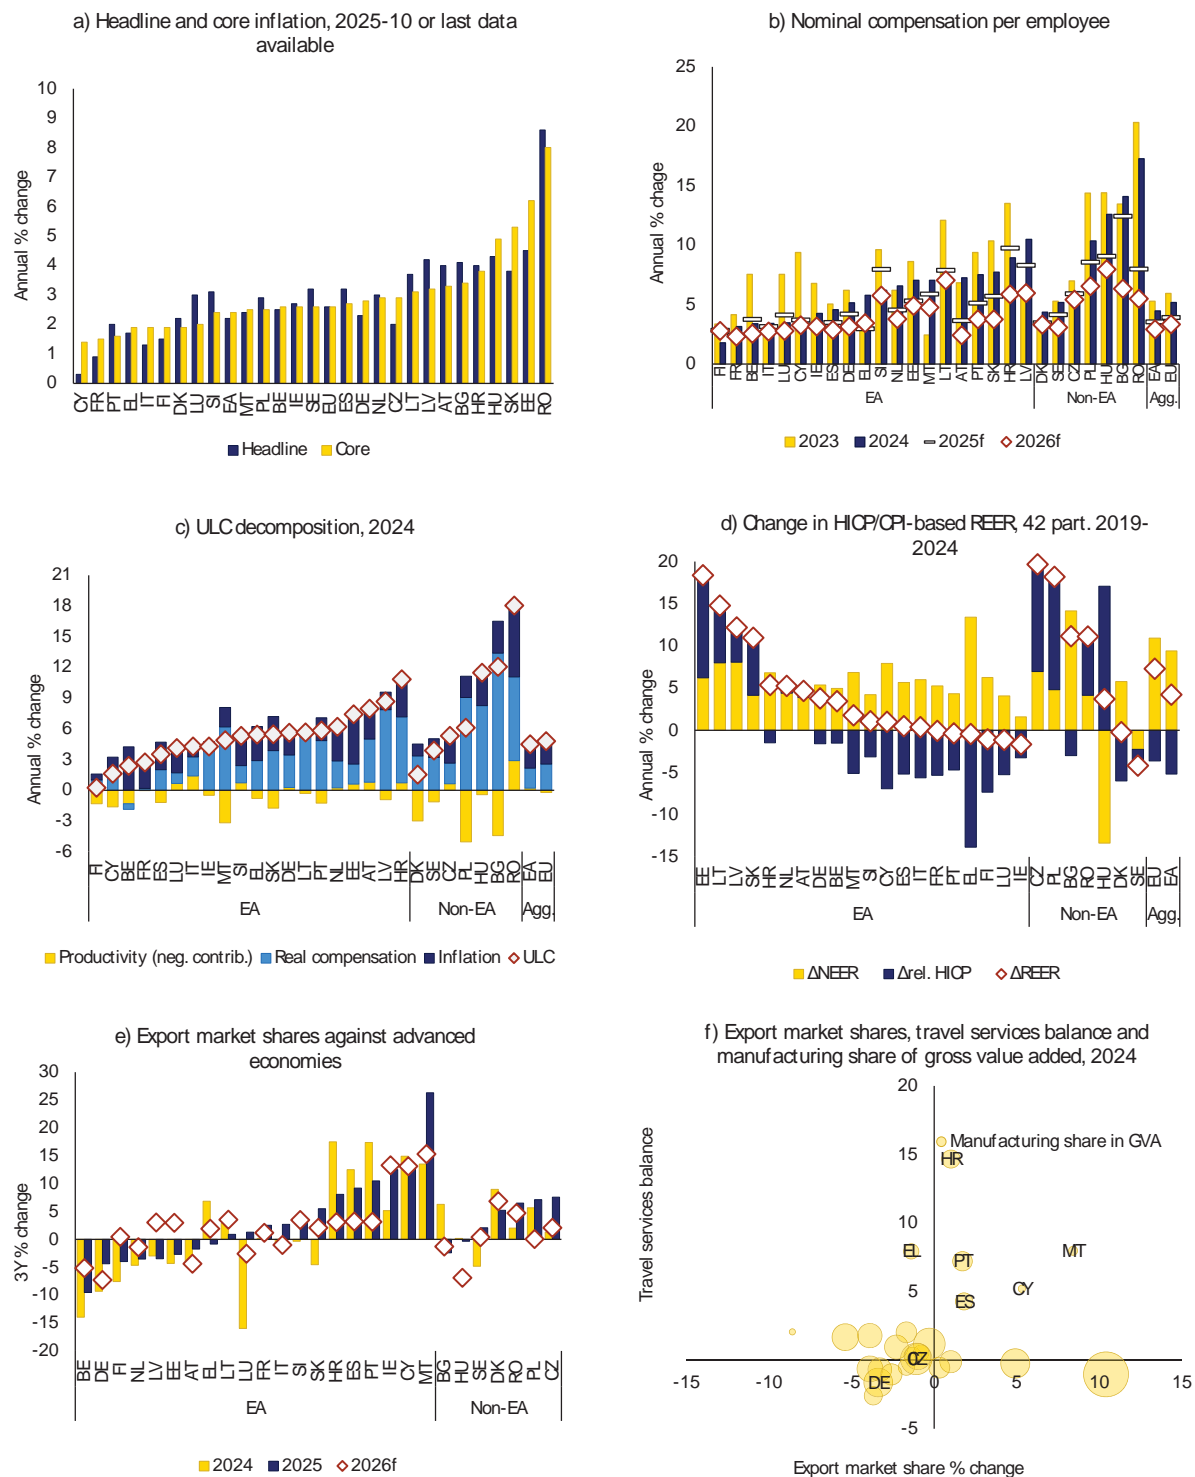 a) Headline and core inflation, 2025-10 or last data
available
Annual % change
10
9
8
7
6
5
4
3
2
1
0
CY FR PT EL IT FI DK LU SI EA MT PL BE IE SE EU ES DE NL CZ LT LV AT BG HR HU SK EE RO
Headline Core
b) Nominal compensation per employee
Annual % chage
25
20
15
10
5
0
FI FR BE IT LU CY IE ES DE EL SI NL EE MT LT AT PT SK HR LV DK SE CZ PL HU BG RO EA EU
EA Non-EA Agg.
2023 2024 2025f 2026f
c) ULC decomposition, 2024
Annual % change
21
18
15
12
9
6
3
0
-3
-6
FI CY BE FR ES LU IT IE MT SI EL SK DE LT PT NL EE AT LV HR DK SE CZ PL HU BG RO EA EU
EA Non-EA Agg.
Productivity (neg. contrib.) Real compensation Inflation ULC
d) Change in HICP/CPI-based REER, 42 part. 2019-
2024
Annual % change
20
15
10
5
0
-5
-10
-15
EE LT LV SK HR NL AT DE BE MT SI CY ES IT FR PT EL FI LU IE CZ PL BG RO HU DK SE EU EA
EA Non-EA Agg.
ΔNEER Δrel. HICP ΔREER
e) Export market shares against advanced
economies
3Y % change
30
25
20
15
10
5
0
-5
-10
-15
-20
BE DE FI NL LV EE AT EL LT LU FR IT SI SK HR ES PT IE CY MT BG HU SE DK RO PL CZ
EA Non-EA
2024 2025 2026f
f) Export market shares, travel services balance and
manufacturing share of gross value added, 2024
Travel services balance
20
Manufacturing share in GVA
15
HR
10
EL PT MT
5
CY
ES
0
CZ
DE
-15 -10 -5 0 5 10 15
-5
Export market share % change